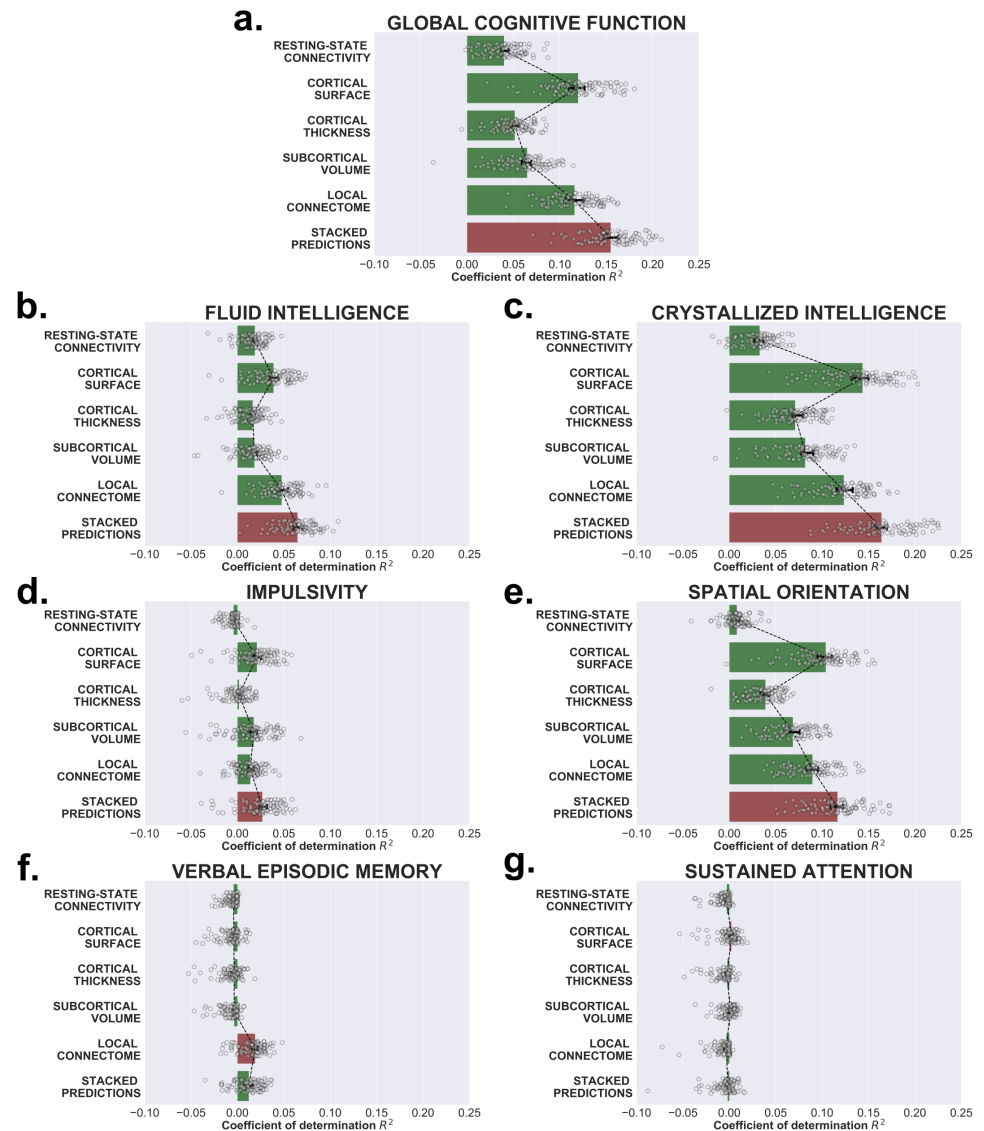 a.
GLOBAL COGNITIVE FUNCTION
RESTING-STATE
CONNECTIVITY
CORTICAL
SURFACE
CORTICAL
THICKNESS
SUBCORTICAL
VOLUME
LOCAL
CONNECTOME
STACKED
PREDICTIONS
−0.10 −0.05 0.00 0.05 0.10 0.15 0.20 0.25
Coefficient of determination R²
b.
FLUID INTELLIGENCE
RESTING-STATE
CONNECTIVITY
CORTICAL
SURFACE
CORTICAL
THICKNESS
SUBCORTICAL
VOLUME
LOCAL
CONNECTOME
STACKED
PREDICTIONS
−0.10 −0.05 0.00 0.05 0.10 0.15 0.20 0.25
Coefficient of determination R²
c.
CRYSTALLIZED INTELLIGENCE
RESTING-STATE
CONNECTIVITY
CORTICAL
SURFACE
CORTICAL
THICKNESS
SUBCORTICAL
VOLUME
LOCAL
CONNECTOME
STACKED
PREDICTIONS
−0.10 −0.05 0.00 0.05 0.10 0.15 0.20 0.25
Coefficient of determination R²
d.
IMPULSIVITY
RESTING-STATE
CONNECTIVITY
CORTICAL
SURFACE
CORTICAL
THICKNESS
SUBCORTICAL
VOLUME
LOCAL
CONNECTOME
STACKED
PREDICTIONS
−0.10 −0.05 0.00 0.05 0.10 0.15 0.20 0.25
Coefficient of determination R²
e.
SPATIAL ORIENTATION
RESTING-STATE
CONNECTIVITY
CORTICAL
SURFACE
CORTICAL
THICKNESS
SUBCORTICAL
VOLUME
LOCAL
CONNECTOME
STACKED
PREDICTIONS
−0.10 −0.05 0.00 0.05 0.10 0.15 0.20 0.25
Coefficient of determination R²
f.
VERBAL EPISODIC MEMORY
RESTING-STATE
CONNECTIVITY
CORTICAL
SURFACE
CORTICAL
THICKNESS
SUBCORTICAL
VOLUME
LOCAL
CONNECTOME
STACKED
PREDICTIONS
−0.10 −0.05 0.00 0.05 0.10 0.15 0.20 0.25
Coefficient of determination R²
g.
SUSTAINED ATTENTION
RESTING-STATE
CONNECTIVITY
CORTICAL
SURFACE
CORTICAL
THICKNESS
SUBCORTICAL
VOLUME
LOCAL
CONNECTOME
STACKED
PREDICTIONS
−0.10 −0.05 0.00 0.05 0.10 0.15 0.20 0.25
Coefficient of determination R²